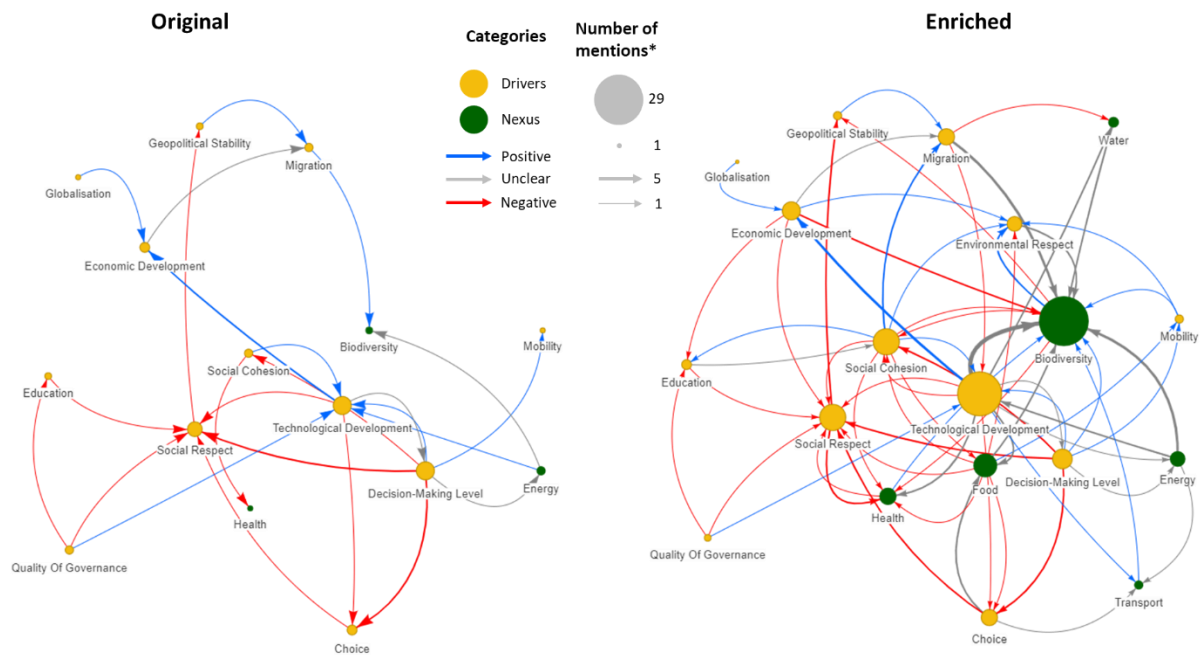 Original
Categories
Drivers
Nexus
Positive
Unclear
Negative
Number of
mentions*
29
1
5
1
Enriched
Geopolitical Stability
Migration
Globalisation
Economic Development
Biodiversity
Mobility
Social Cohesion
Education
Technological Development
Social Respect
Decision-Making Level
Energy
Health
Quality Of Governance
Choice
Geopolitical Stability
Water
Migration
Globalisation
Economic Development
Environmental Respect
Mobility
Biodiversity
Social Cohesion
Education
Technological Development
Social Respect
Decision-Making Level
Energy
Food
Health
Quality Of Governance
Transport
Choice